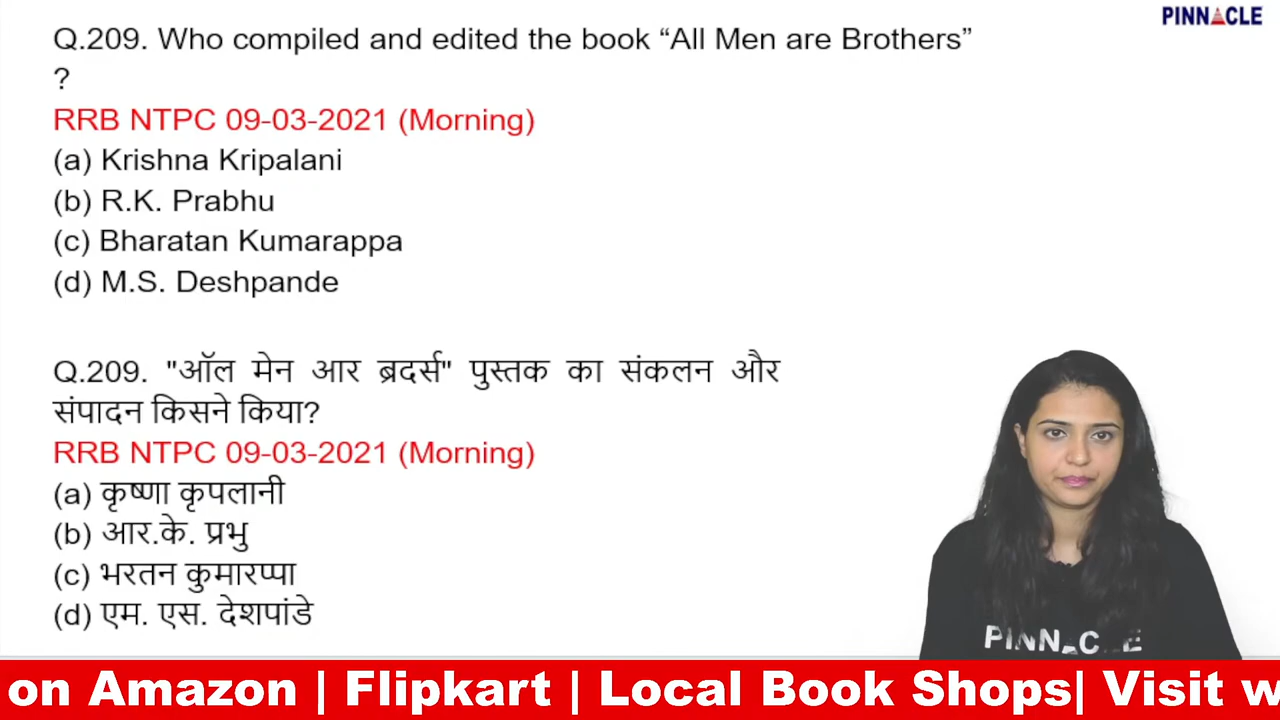 PINNACLE
Q.209. Who compiled and edited the book “All Men are Brothers”
?
RRB NTPC 09-03-2021 (Morning)
(a) Krishna Kripalani
(b) R.K. Prabhu
(c) Bharatan Kumarappa
(d) M.S. Deshpande
Q.209. "ऑल मेन आर ब्रदर्स" पुस्तक का संकलन और
संपादन किसने किया?
RRB NTPC 09-03-2021 (Morning)
(a) कृष्णा कृपलानी
(b) आर.के. प्रभु
(c) भरतन कुमारप्पा
(d) एम. एस. देशपांडे
PINNACLE
on Amazon | Flipkart | Local Book Shops| Visit w